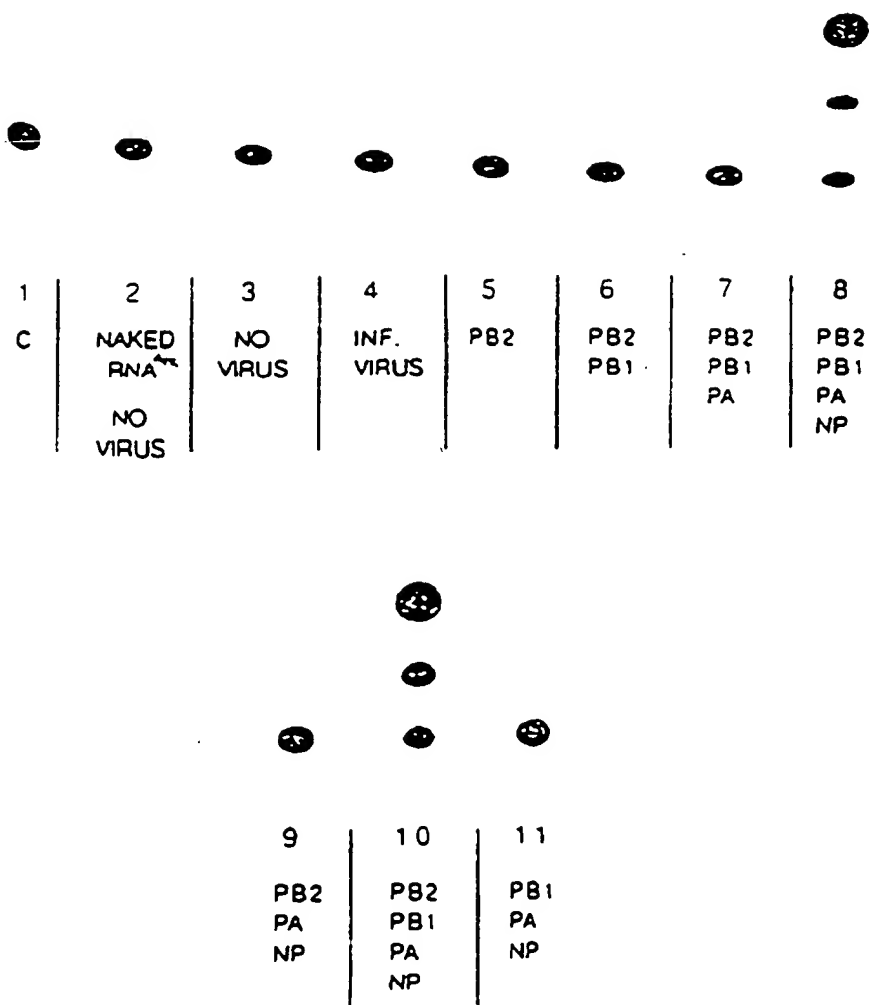 1 2 3 4 5 6 7 8
C NAKED NO INF. PB2 PB2 PB2 PB2
RNA VIRUS VIRUS PB1 PB1 PB1
NO PA PA
VIRUS NP
9 10 11
PB2 PB2 PB1
PA PB1 PA
NP PA NP
NP